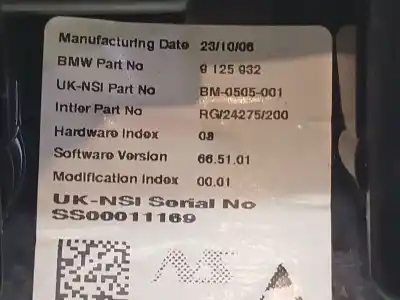 Manufacturing Date 23/10/06
BMW Part No 9 125 932
UK-NSI Part No BM-0505-001
Intier Part No RG/24275/200
Hardware Index 08
Software Version 66.51.01
Modification Index 00.01
UK-NSI Serial No
SS00011169